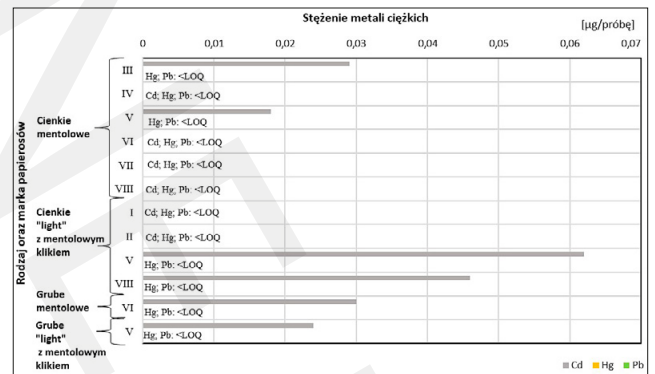 Stężenie metali ciężkich
[µg/próbę]
0 0,01 0,02 0,03 0,04 0,05 0,06 0,07
Rodzaj oraz marka papierosów
Cienkie
mentolowe
III
Hg; Pb: <LOQ
IV Cd; Hg; Pb: <LOQ
V
Hg; Pb: <LOQ
VI Cd; Hg; Pb: <LOQ
VII Cd; Hg; Pb: <LOQ
VIII Cd; Hg; Pb: <LOQ
Cienkie
"light"
z mentolowym
klikiem
I Cd; Hg; Pb: <LOQ
II Cd; Hg; Pb: <LOQ
V
Hg; Pb: <LOQ
VIII
Hg; Pb: <LOQ
Grube
mentolowe
VI
Hg; Pb: <LOQ
Grube
"light"
z mentolowym
klikiem
V
Hg; Pb: <LOQ
Cd Hg Pb